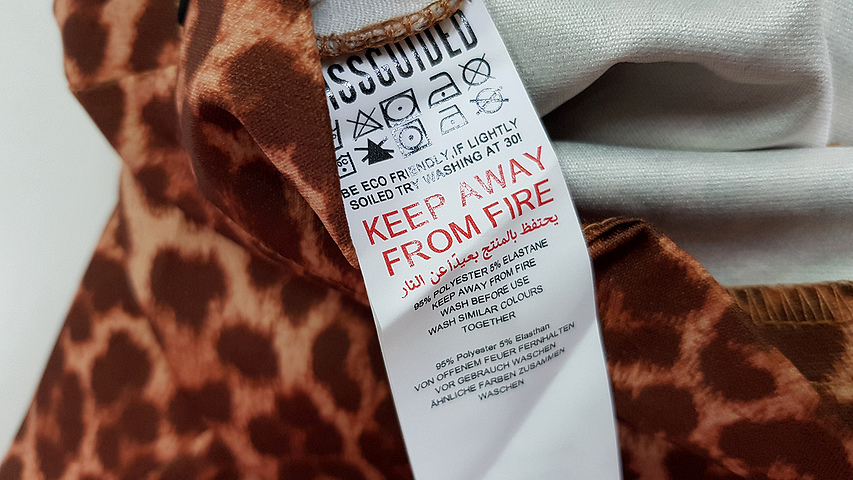 ISSGUIDED
BE ECO FRIENDLY,IF LIGHTLY
SOILED TRY WASHING AT 30!
KEEP AWAY
FROM FIRE
يحتفظ بالمنتج بعيداً عن النار
95% POLYESTER 5% ELASTANE
KEEP AWAY FROM FIRE
WASH BEFORE USE
WASH SIMILAR COLOURS
TOGETHER
95% Polyester 5% Elasthan
VON OFFENEM FEUER FERNHALTEN
VOR GEBRAUCH WASCHEN
ÄHNLICHE FARBEN ZUSAMMEN
WASCHEN